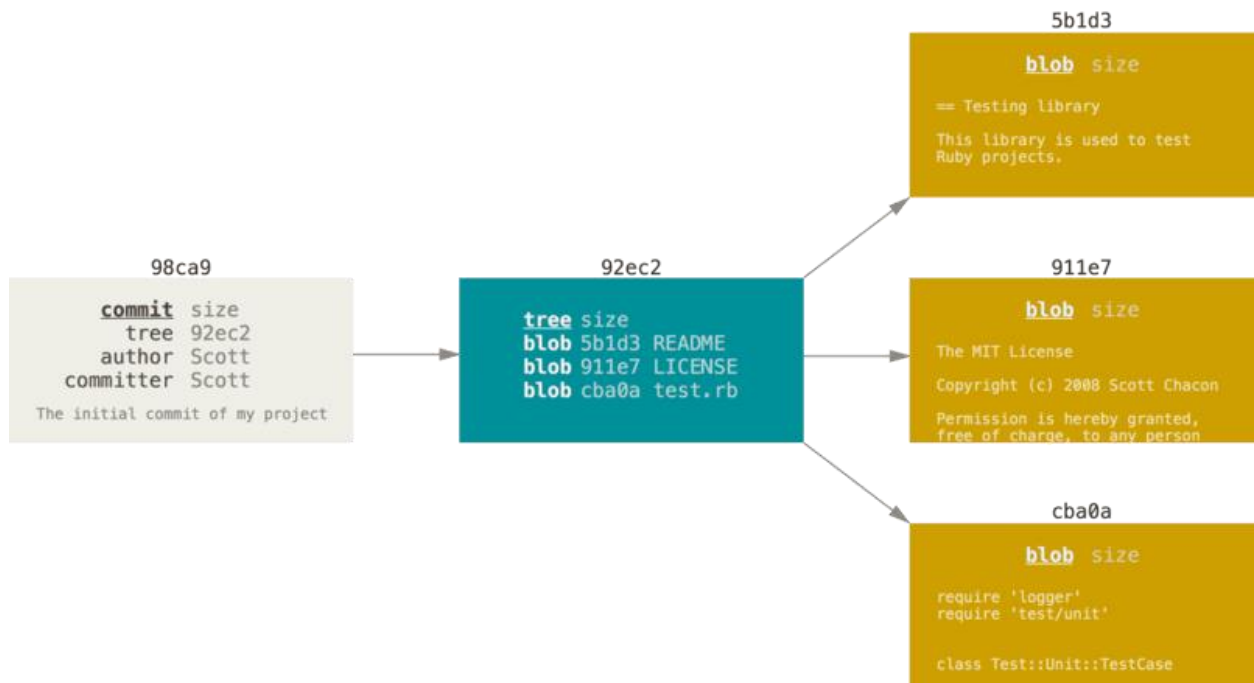 98ca9
commit size
tree 92ec2
author Scott
committer Scott
The initial commit of my project
92ec2
tree size
blob 5b1d3 README
blob 911e7 LICENSE
blob cba0a test.rb
5b1d3
blob size
== Testing library
This library is used to test
Ruby projects.
911e7
blob size
The MIT License
Copyright (c) 2008 Scott Chacon
Permission is hereby granted,
free of charge, to any person
cba0a
blob size
require 'logger'
require 'test/unit'
class Test::Unit::TestCase